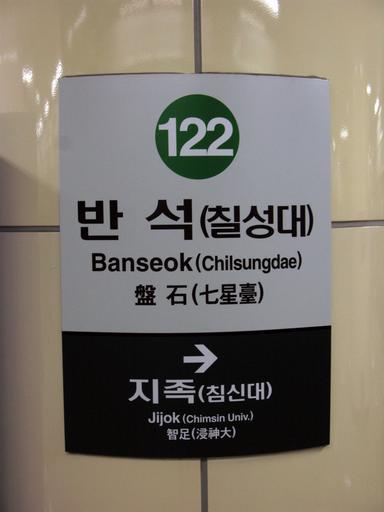 122
반 석(칠성대)
Banseok(Chilsungdae)
盤 石(七星臺)
→
지족(침신대)
Jijok (Chimsin Univ.)
智足(浸神大)